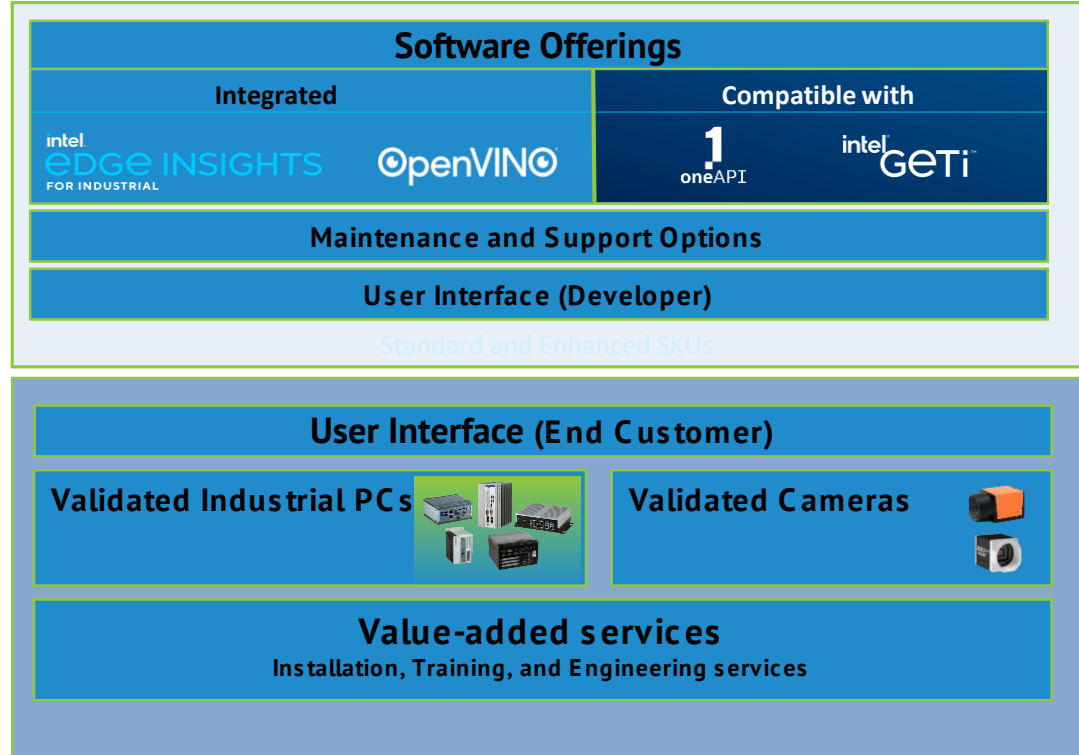 Software Offerings
Integrated
Compatible with
intel.
EDGE INSIGHTS
FOR INDUSTRIAL
OpenVINO
1
oneAPI
intel
GETi™
Maintenance and Support Options
User Interface (Developer)
Standard and Enhanced SKUs
User Interface (End Customer)
Validated Industrial PCs
Validated Cameras
Value-added services
Installation, Training, and Engineering services